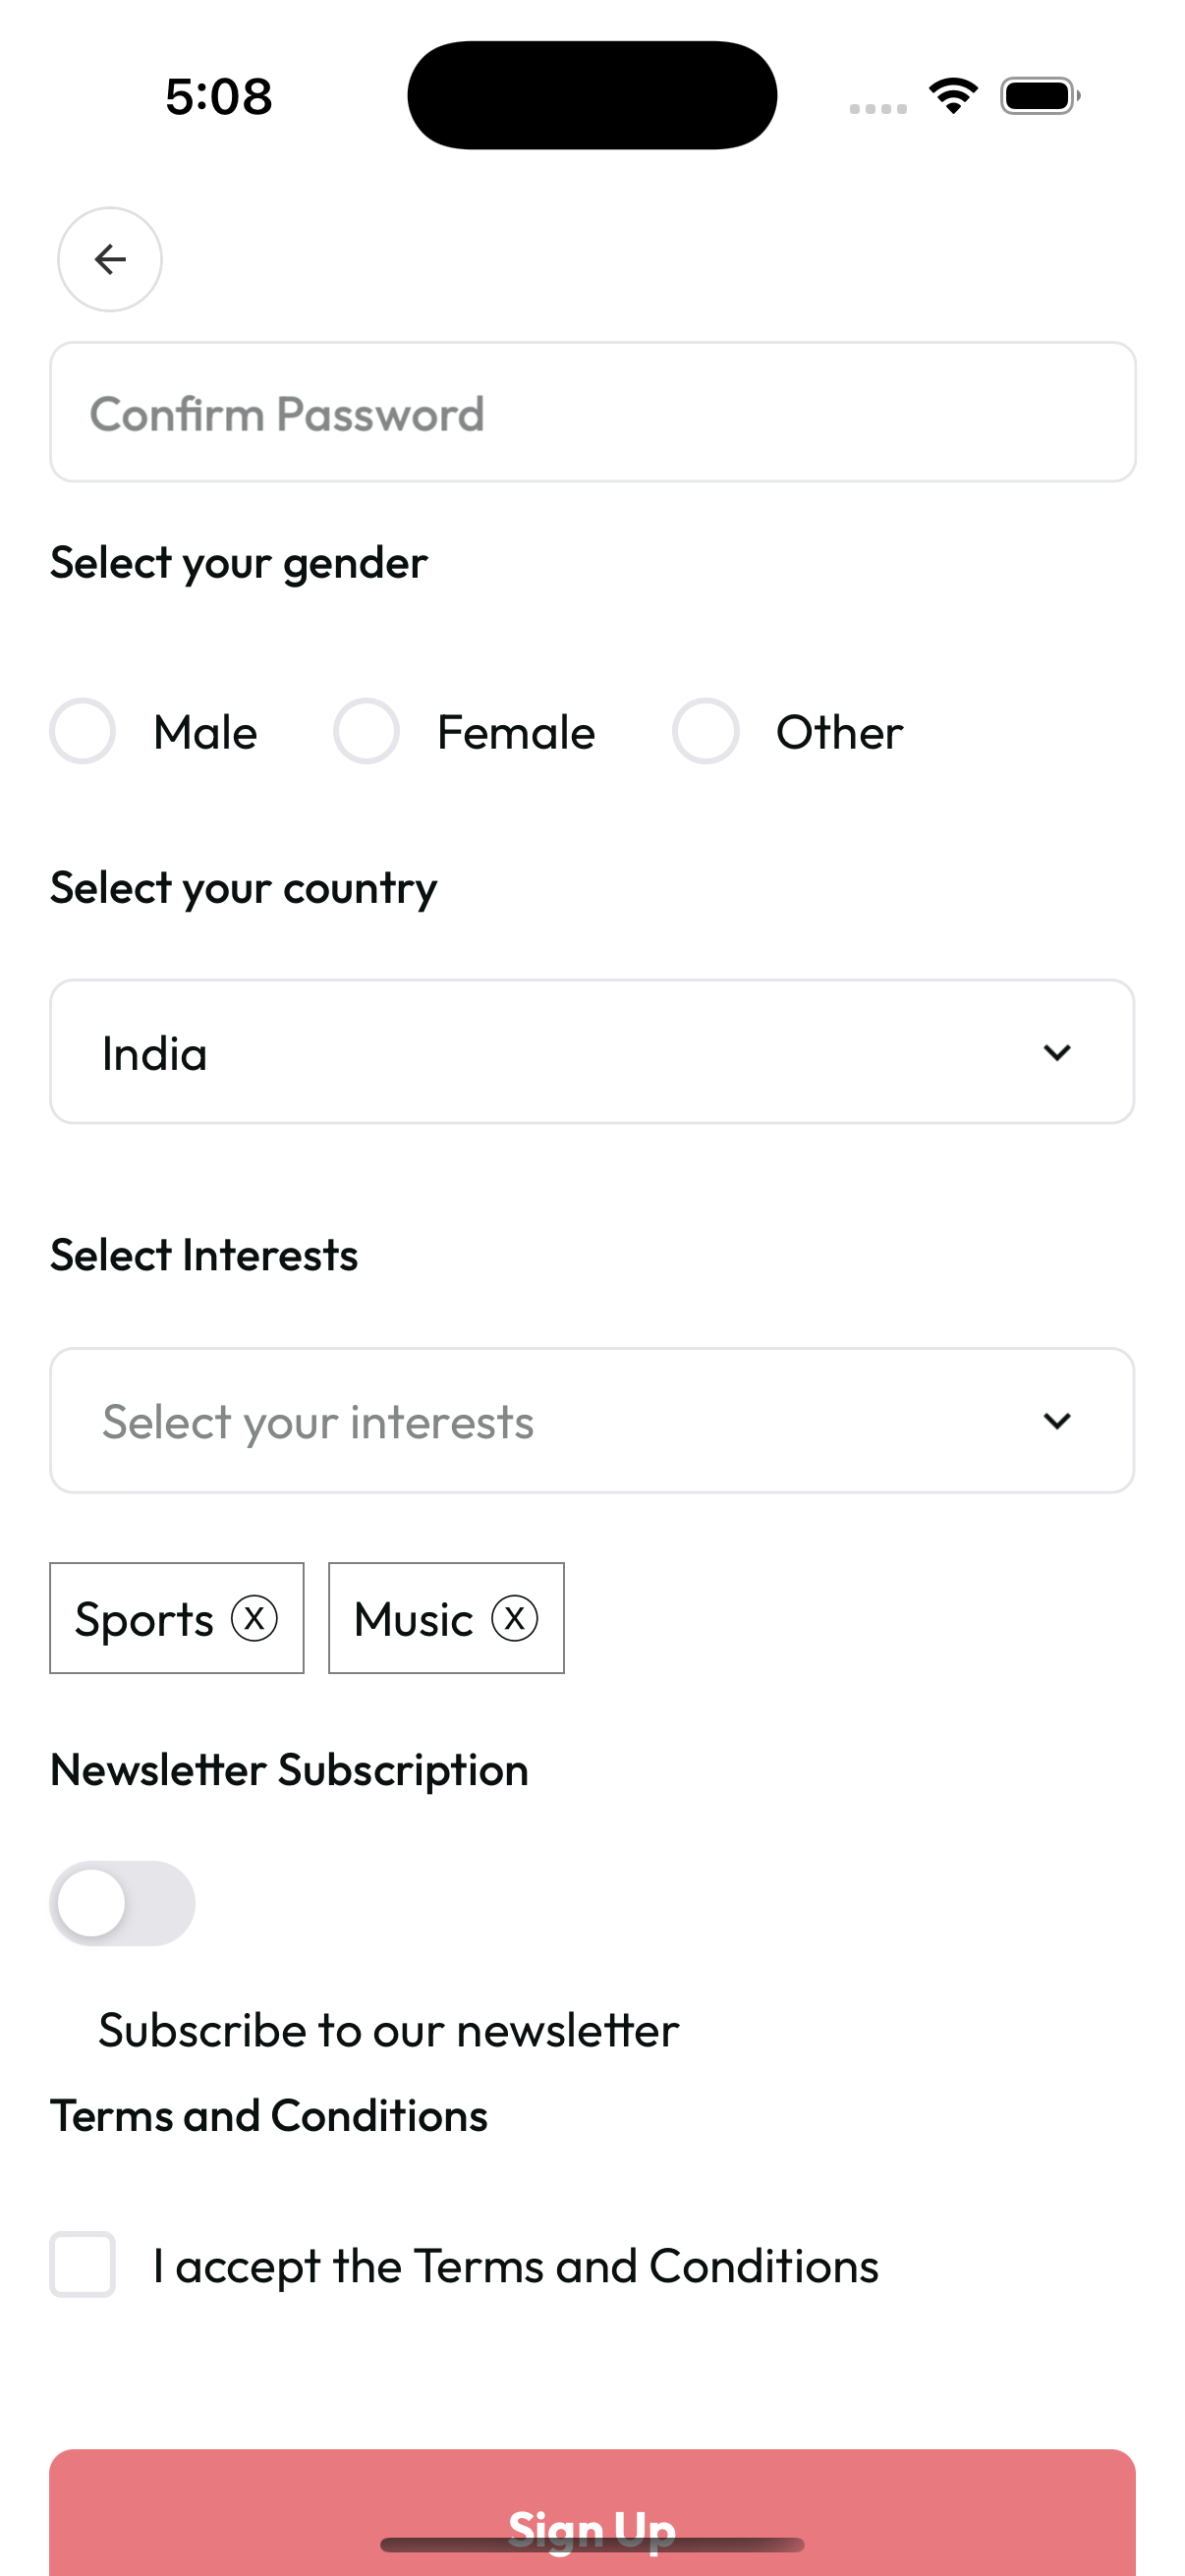 5:08
Confirm Password
Select your gender
Male Female Other
Select your country
India
Select Interests
Select your interests
Sports X Music X
Newsletter Subscription
Subscribe to our newsletter
Terms and Conditions
I accept the Terms and Conditions
Sign Up